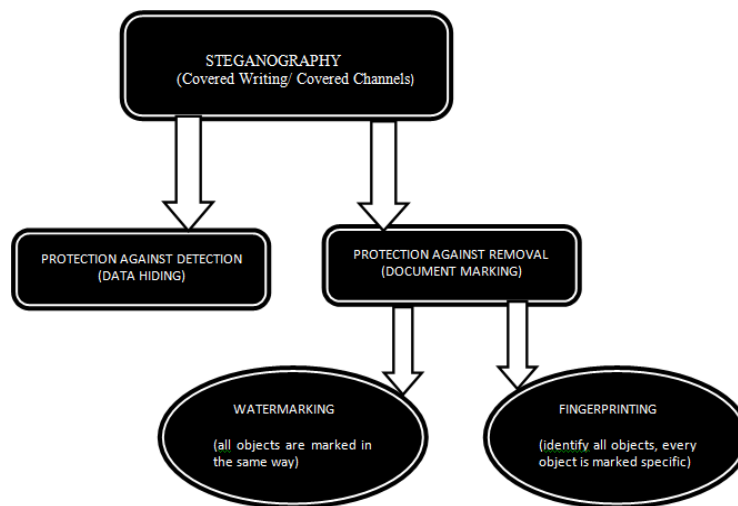 STEGANOGRAPHY
(Covered Writing/ Covered Channels)
PROTECTION AGAINST DETECTION
(DATA HIDING)
PROTECTION AGAINST REMOVAL
(DOCUMENT MARKING)
WATERMARKING
(all objects are marked in
the same way)
FINGERPRINTING
(identify all objects, every
object is marked specific)